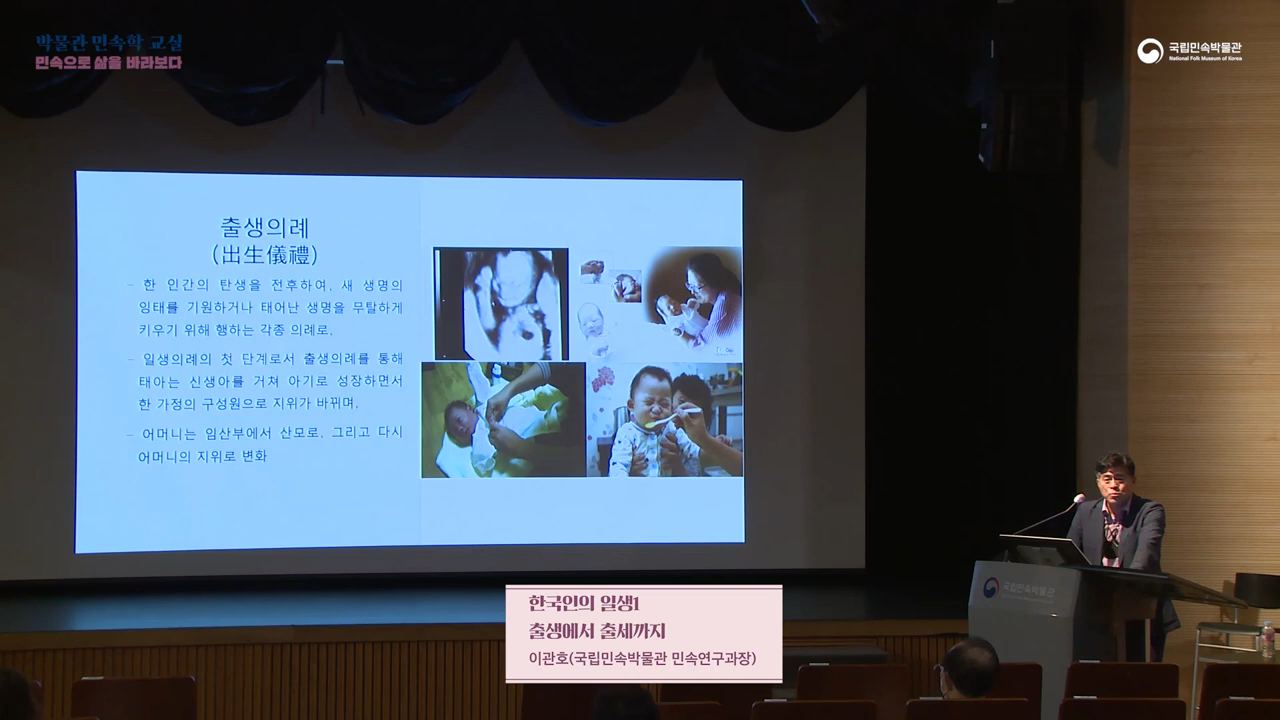 박물관 민속학 교실
민속으로 삶을 바라보다
국립민속박물관
National Folk Museum of Korea
출생의례
(出生儀禮)
- 한 인간의 탄생을 전후하여, 새 생명의
잉태를 기원하거나 태어난 생명을 무탈하게
키우기 위해 행하는 각종 의례로,
- 일생의례의 첫 단계로서 출생의례를 통해
태아는 신생아를 거쳐 아기로 성장하면서
한 가정의 구성원으로 지위가 바뀌며,
- 어머니는 임산부에서 산모로, 그리고 다시
어머니의 지위로 변화
국립민속박물관
한국인의 일생1
출생에서 출세까지
이관호(국립민속박물관 민속연구과장)